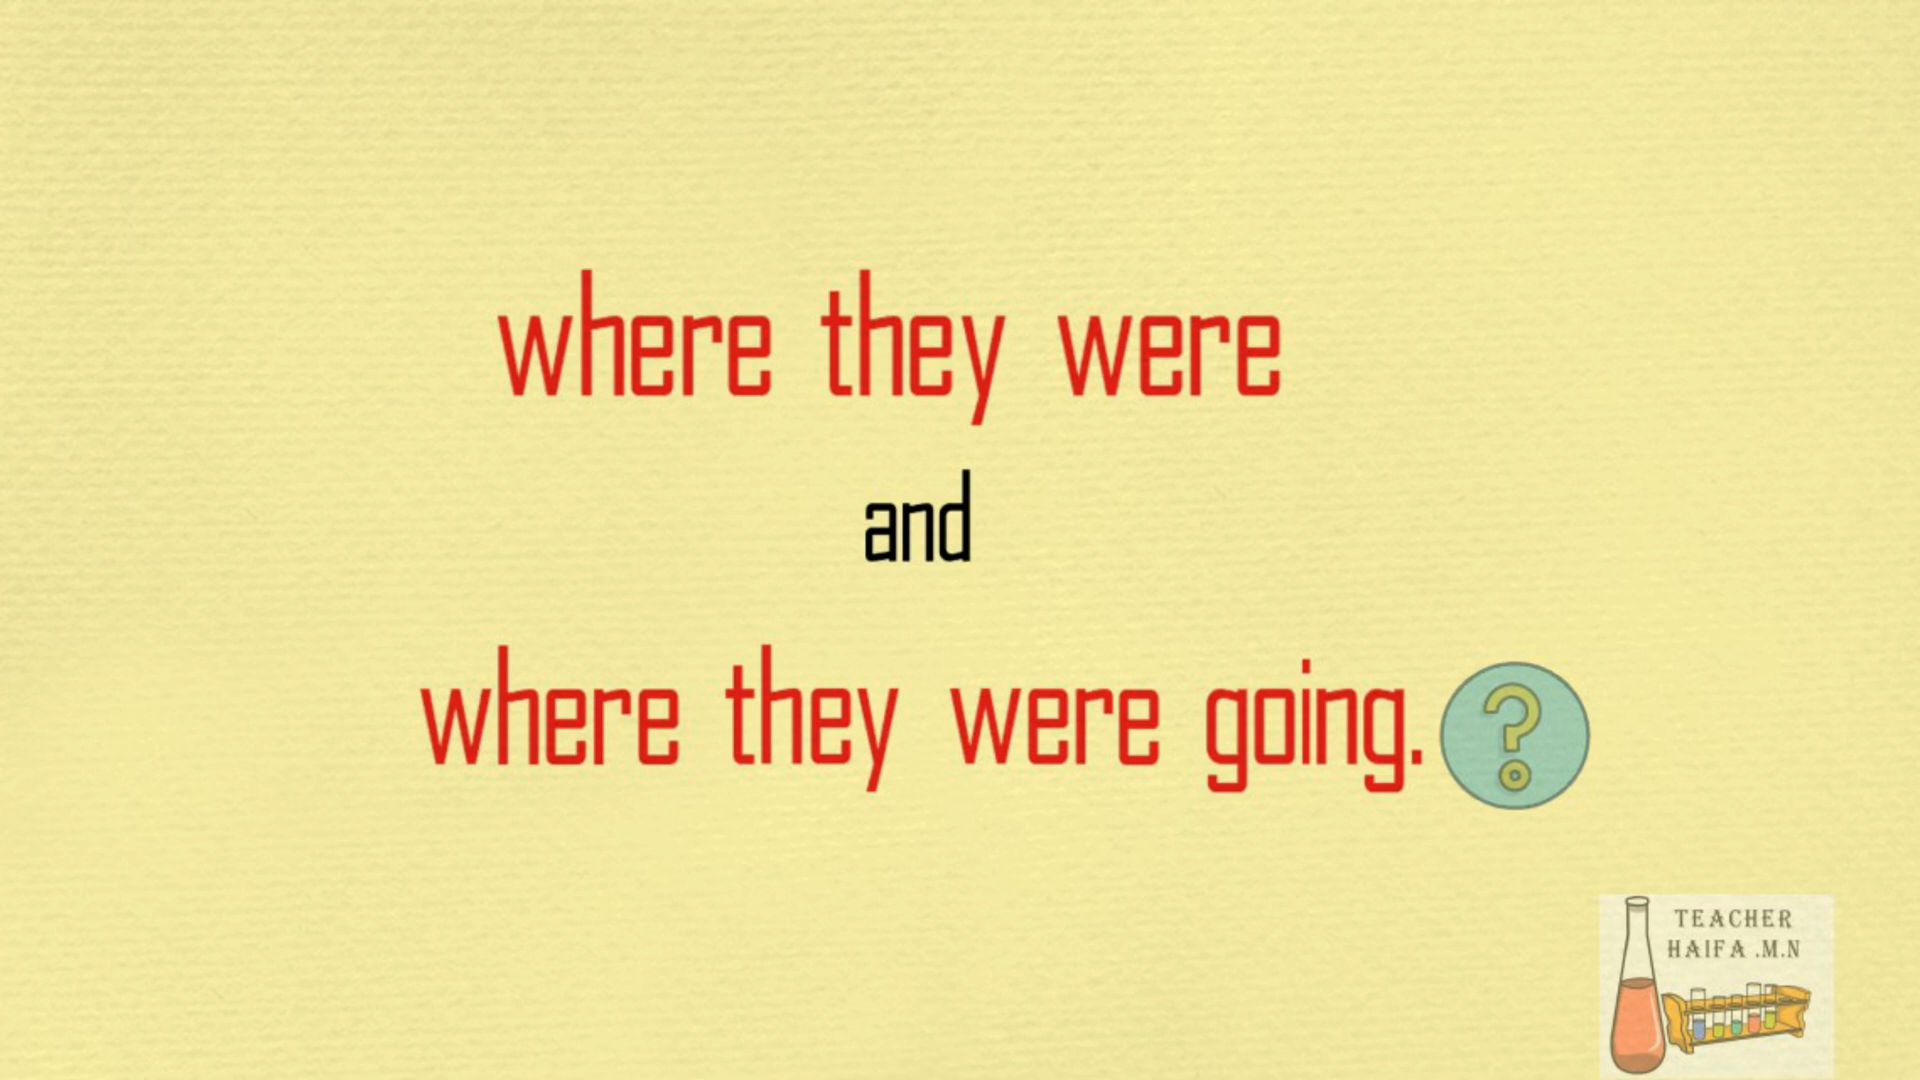 where they were
and
where they were going.
?
TEACHER
HAIFA .M.N